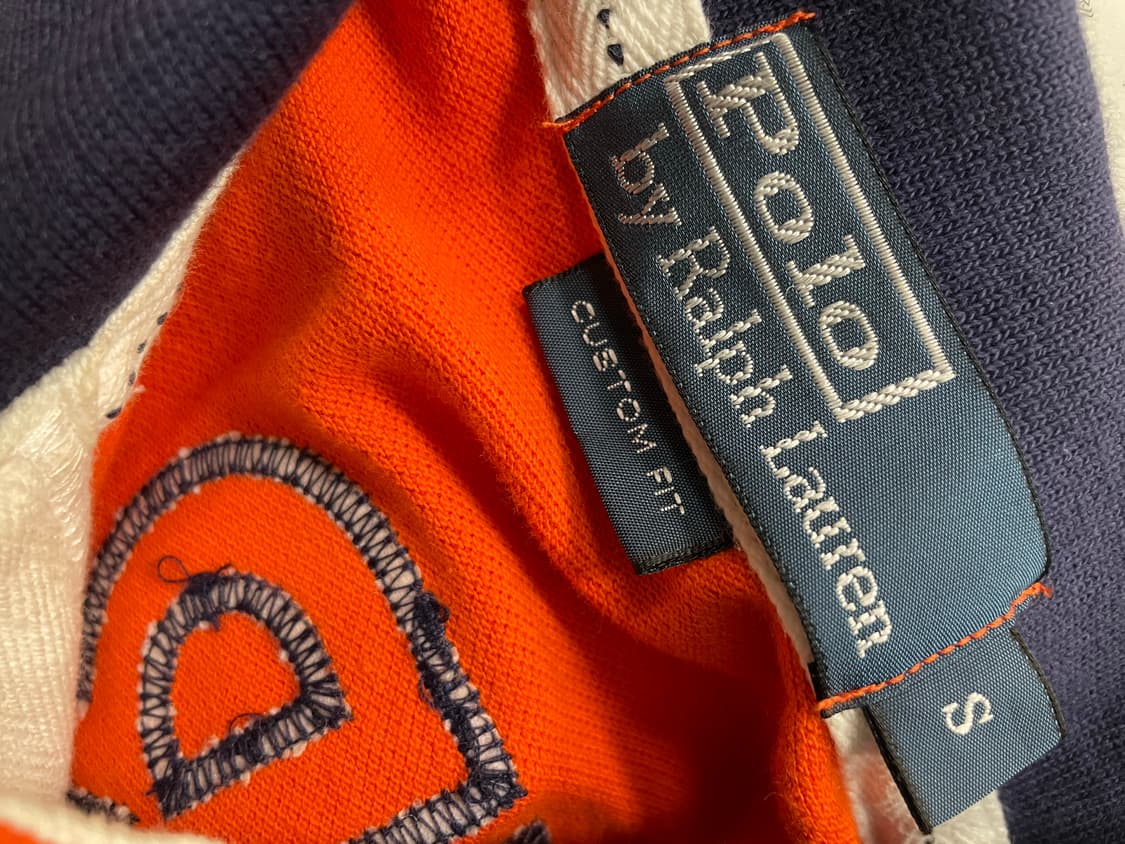 Polo
by Ralph Lauren
CUSTOM FIT
S